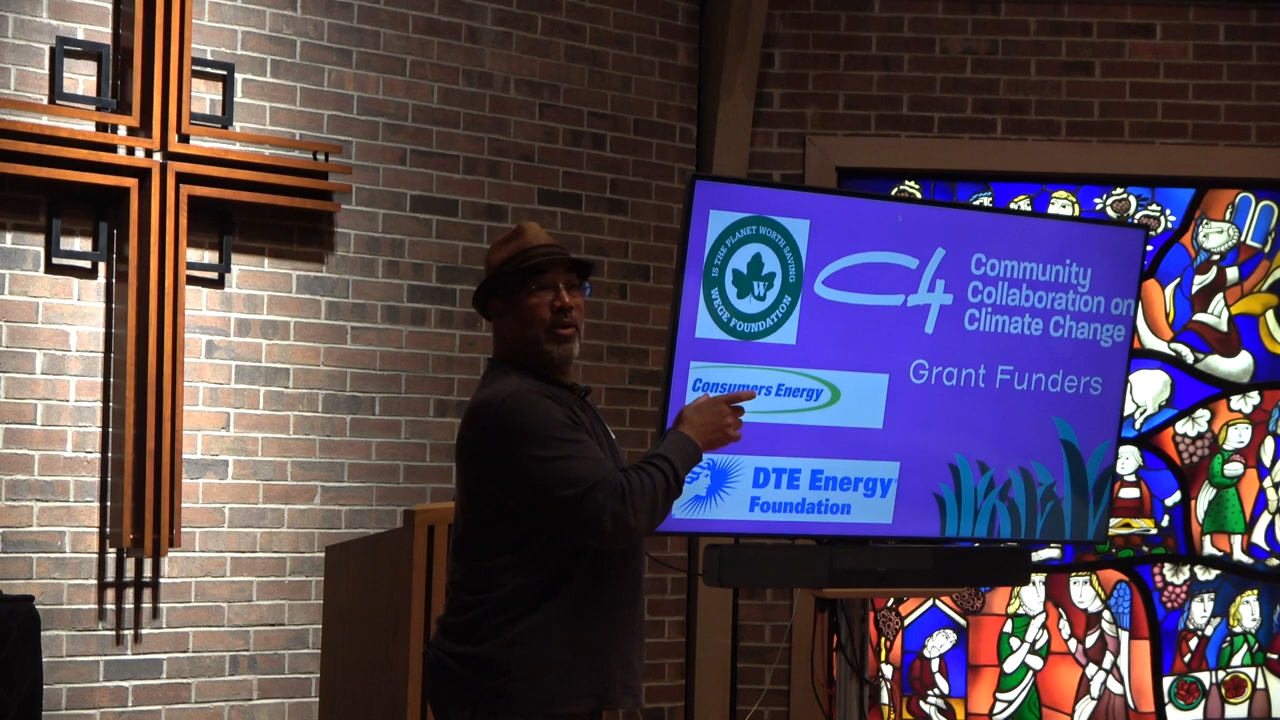 IS THE PLANET WORTH SAVING
W
WEGE FOUNDATION
C4
Community
Collaboration on
Climate Change
Grant Funders
Consumers Energy
DTE Energy
Foundation